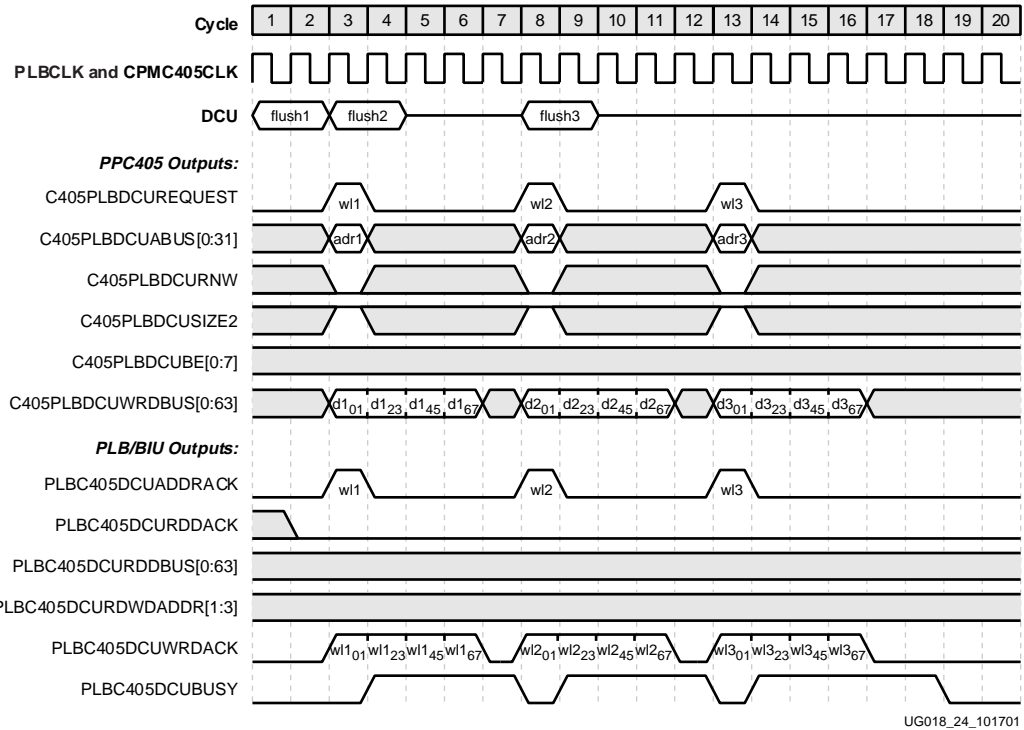 Cycle 1 2 3 4 5 6 7 8 9 10 11 12 13 14 15 16 17 18 19 20
PLBCLK and CPMC405CLK
DCU flush1 flush2 flush3
PPC405 Outputs:
C405PLBDCUREQUEST wl1 wl2 wl3
C405PLBDCUABUS[0:31] adr1 adr2 adr3
C405PLBDCURNW
C405PLBDCUSIZE2
C405PLBDCUBE[0:7]
C405PLBDCUWRDBUS[0:63] d101 d123 d145 d167 d201 d223 d245 d267 d301 d323 d345 d367
PLB/BIU Outputs:
PLBC405DCUADDRACK wl1 wl2 wl3
PLBC405DCURDDACK
PLBC405DCURDDBUS[0:63]
PLBC405DCURDWDADDR[1:3]
PLBC405DCUWRDACK wl101 wl123 wl145 wl167 wl201 wl223 wl245 wl267 wl301 wl323 wl345 wl367
PLBC405DCUBUSY
UG018_24_101701